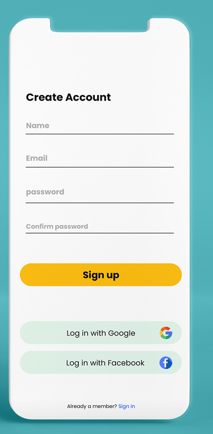 Create Account
Name
Email
password
Confirm password
Sign up
Log in with Google
Log in with Facebook
Already a member? Sign in